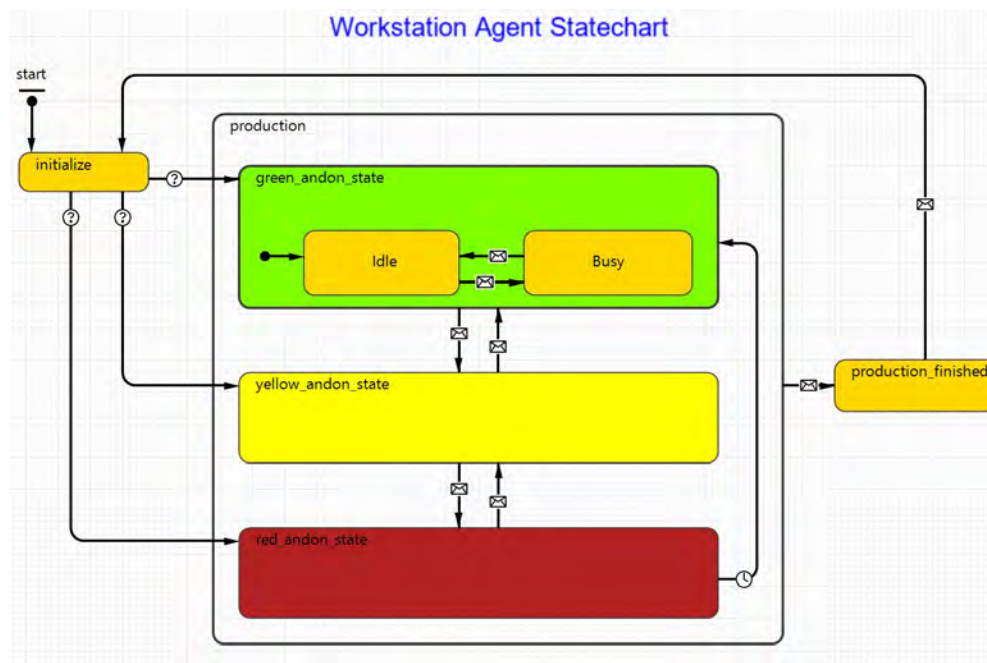 Workstation Agent Statechart
start
production
initialize
green_andon_state
Idle
Busy
yellow_andon_state
production_finished
red_andon_state